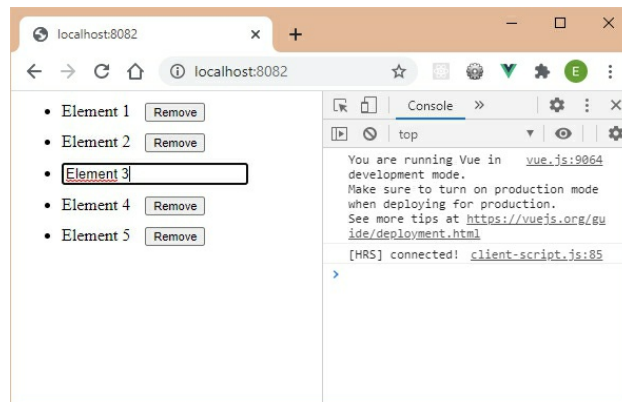 localhost:8082
localhost:8082
E
Element 1 Remove
Element 2 Remove
Element 3
Element 4 Remove
Element 5 Remove
Console »
top
You are running Vue in vue.js:9064
development mode.
Make sure to turn on production mode
when deploying for production.
See more tips at https://vuejs.org/gu
ide/deployment.html
[HRS] connected! client-script.js:85